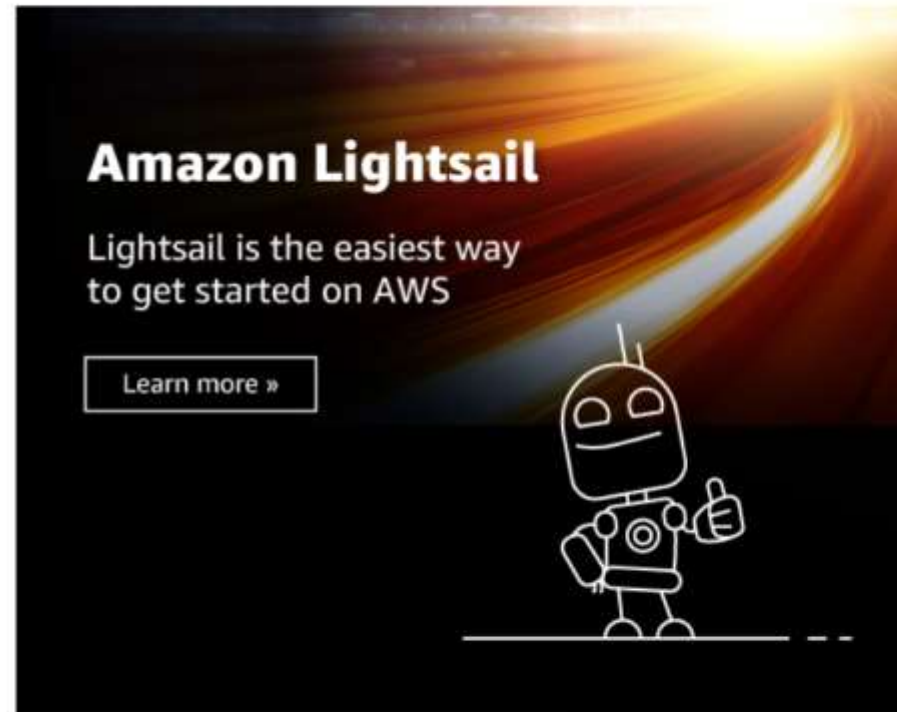 Amazon Lightsail
Lightsail is the easiest way
to get started on AWS
Learn more »